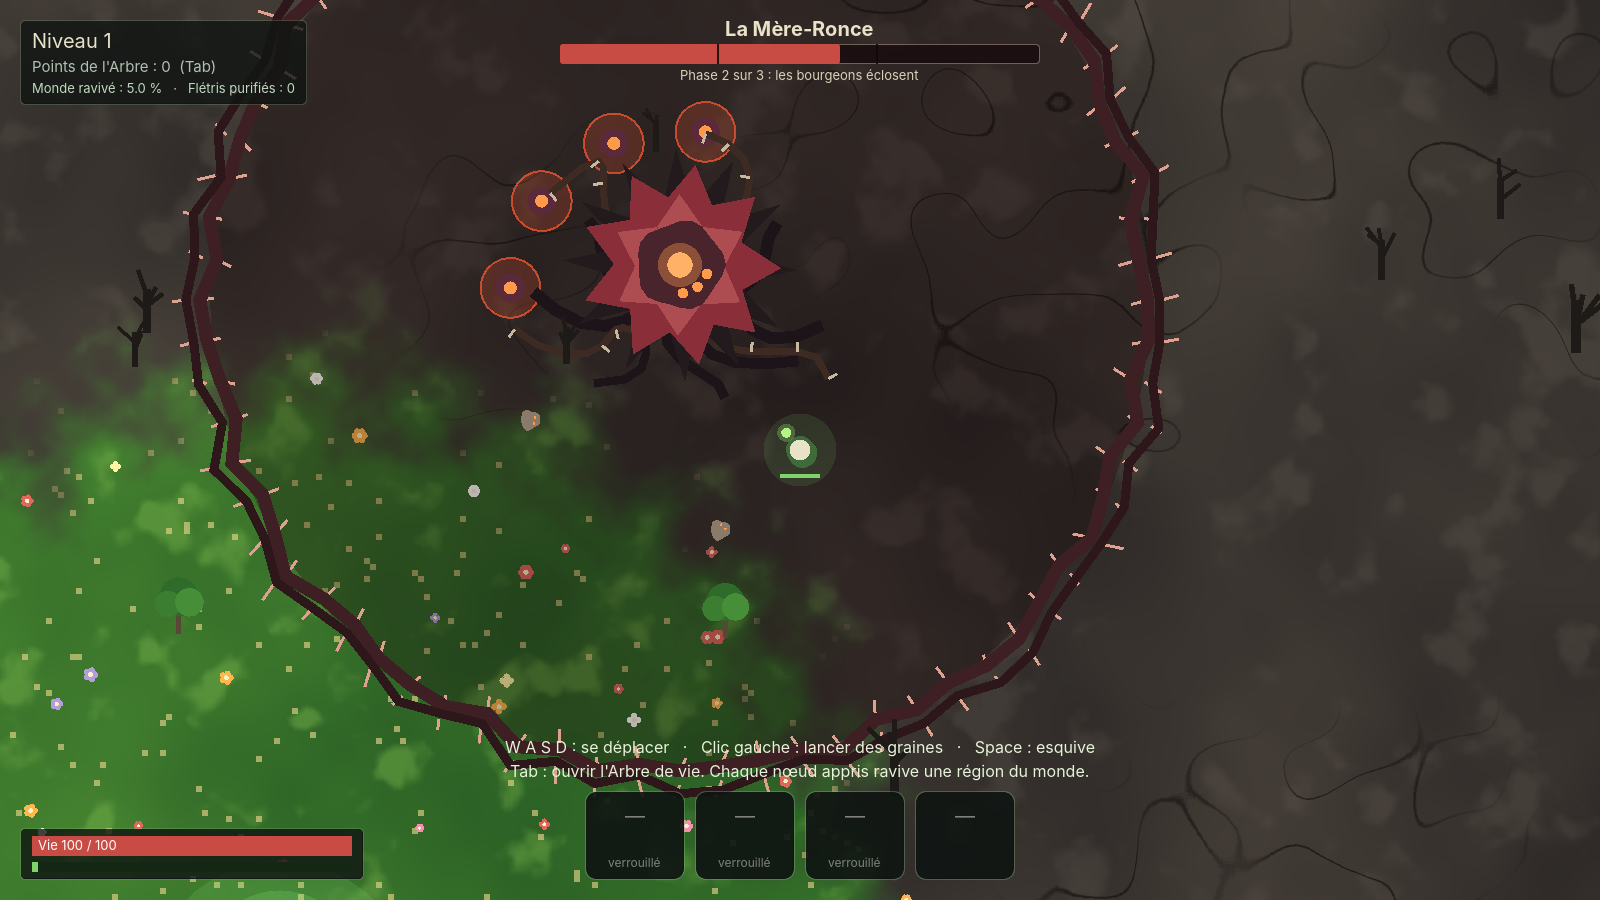 La Mère-Ronce
Phase 2 sur 3 : les bourgeons éclosent
Niveau 1
Points de l'Arbre : 0 (Tab)
Monde ravivé : 5.0 % · Flétris purifiés : 0
W A S D : se déplacer · Clic gauche : lancer des graines · Space : esquive
Tab : ouvrir l'Arbre de vie. Chaque nœud appris ravive une région du monde.
— — — —
verrouillé verrouillé verrouillé
Vie 100 / 100